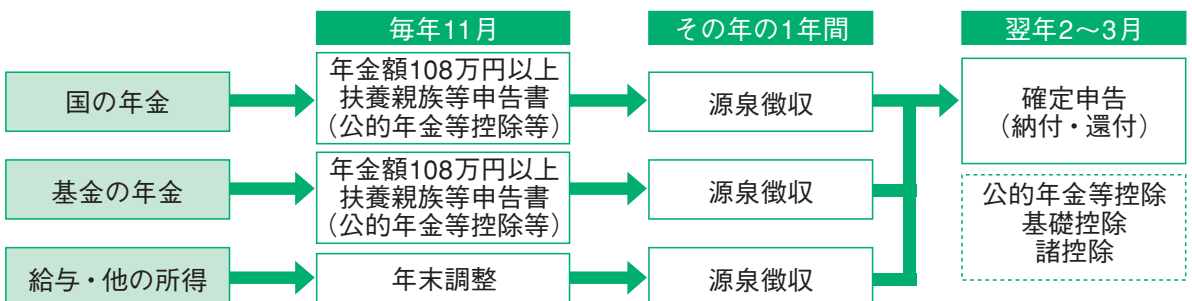 毎年11月
その年の1年間
翌年2～3月
国の年金
年金額108万円以上
扶養親族等申告書
（公的年金等控除等）
源泉徴収
確定申告
（納付・還付）
基金の年金
年金額108万円以上
扶養親族等申告書
（公的年金等控除等）
源泉徴収
公的年金等控除
基礎控除
諸控除
給与・他の所得
年末調整
源泉徴収